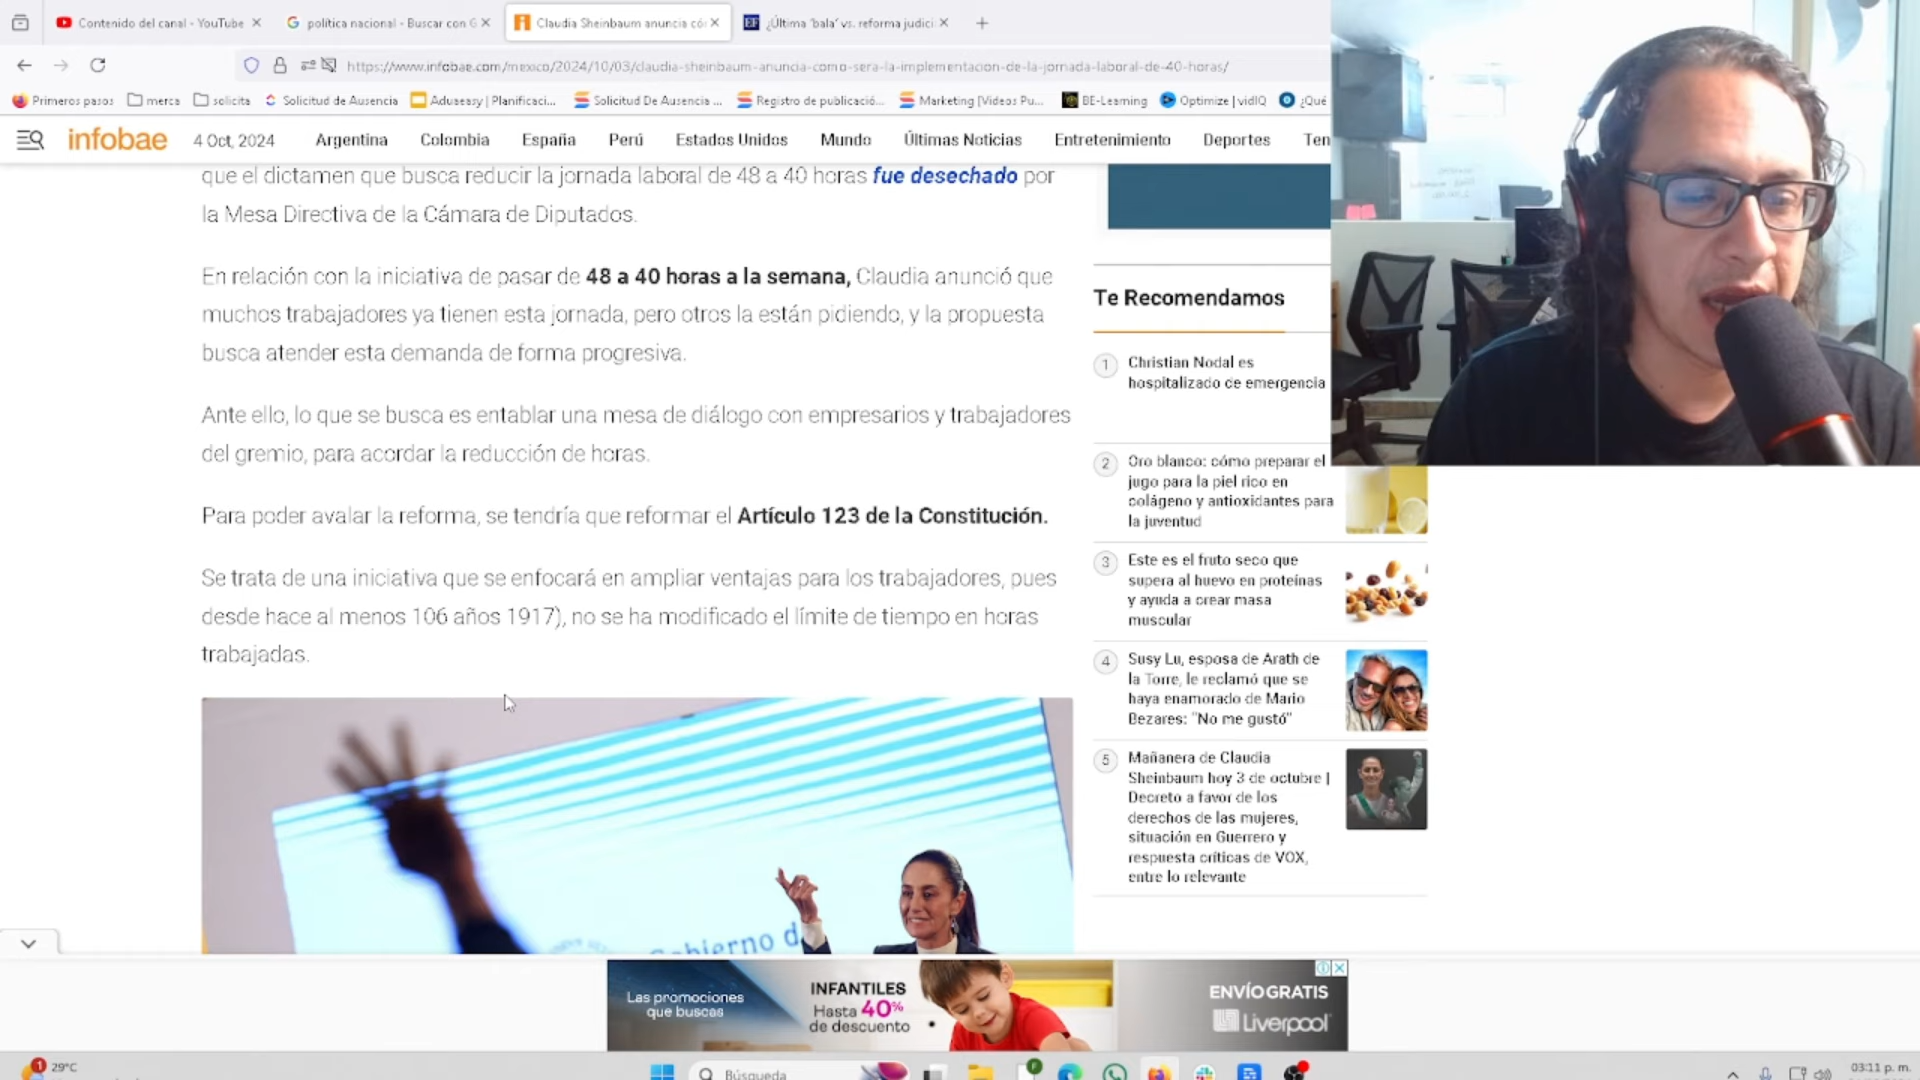 Contenido del canal - YouTube
política nacional - Buscar con G
Claudia Sheinbaum anuncia có
EF ¿Última 'bala' vs. reforma judici
https://www.infobae.com/mexico/2024/10/03/claudia-sheinbaum-anuncia-como-sera-la-implementacion-de-la-jornada-laboral-de-40-horas/
Primeros pasos
merca
solicita
Solicitud de Ausencia
Adueasy | Planificaci...
Solicitud De Ausencia ...
Registro de publicació...
Marketing [Videos Pu...
BE-Learning
Optimize | vidIQ
¿Qué
infobae
4 Oct, 2024
Argentina
Colombia
España
Perú
Estados Unidos
Mundo
Últimas Noticias
Entretenimiento
Deportes
Ten
que el dictamen que busca reducir la jornada laboral de 48 a 40 horas fue desechado por
la Mesa Directiva de la Cámara de Diputados.
En relación con la iniciativa de pasar de 48 a 40 horas a la semana, Claudia anunció que
muchos trabajadores ya tienen esta jornada, pero otros la están pidiendo, y la propuesta
busca atender esta demanda de forma progresiva.
Ante ello, lo que se busca es entablar una mesa de diálogo con empresarios y trabajadores
del gremio, para acordar la reducción de horas.
Para poder avalar la reforma, se tendría que reformar el Artículo 123 de la Constitución.
Se trata de una iniciativa que se enfocará en ampliar ventajas para los trabajadores, pues
desde hace al menos 106 años 1917), no se ha modificado el límite de tiempo en horas
trabajadas.
Gobierno d
Te Recomendamos
1 Christian Nodal es
hospitalizado de emergencia
2 Oro blanco: cómo preparar el
jugo para la piel rico en
colágeno y antioxidantes para
la juventud
3 Este es el fruto seco que
supera al huevo en proteínas
y ayuda a crear masa
muscular
4 Susy Lu, esposa de Arath de
la Torre, le reclamó que se
haya enamorado de Mario
Bezares: "No me gustó"
5 Mañanera de Claudia
Sheinbaum hoy 3 de octubre |
Decreto a favor de los
derechos de las mujeres,
situación en Guerrero y
respuesta críticas de VOX,
entre lo relevante
Las promociones
que buscas
INFANTILES
Hasta 40%
de descuento
ENVÍO GRATIS
Liverpool
1
29°C
Búsqueda
03:11 p. m.